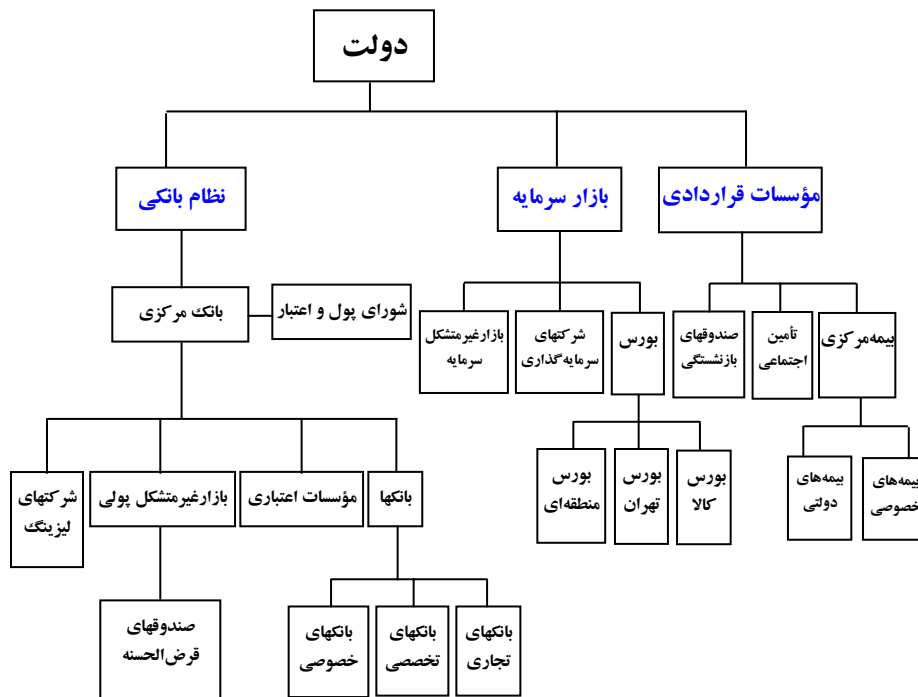 دولت
مؤسسات قراردادی
بازار سرمایه
نظام بانکی
بیمه‌مرکزی
تأمین
اجتماعی
صندوقهای
بازنشستگی
بورس
شرکتهای
سرمایه‌گذاری
بازارغیرمتشکل
سرمایه
بانک مرکزی
شورای پول و اعتبار
بیمه‌های
خصوصی
بیمه‌های
دولتی
بورس
کالا
بورس
تهران
بورس
منطقه‌ای
بانکها
مؤسسات اعتباری
بازارغیرمتشکل پولی
شرکتهای
لیزینگ
بانکهای
تجاری
بانکهای
تخصصی
بانکهای
خصوصی
صندوقهای
قرض‌الحسنه